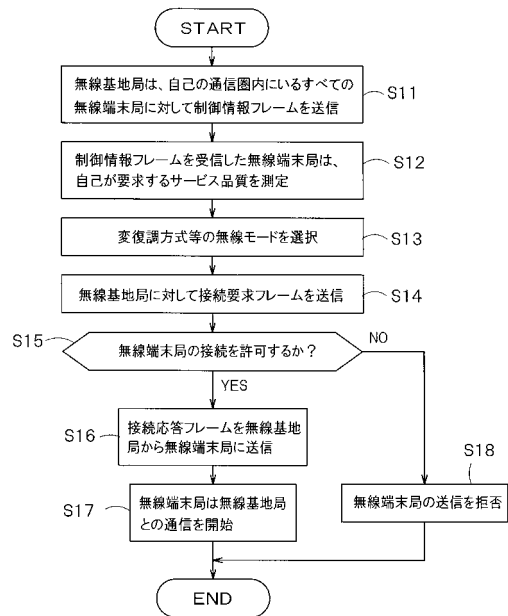 START
無線基地局は、自己の通信圏内にいるすべての
無線端末局に対して制御情報フレームを送信
S11
制御情報フレームを受信した無線端末局は、
自己が要求するサービス品質を測定
S12
変復調方式等の無線モードを選択
S13
無線基地局に対して接続要求フレームを送信
S14
S15
無線端末局の接続を許可するか?
NO
YES
S16
接続応答フレームを無線基地
局から無線端末局に送信
S18
無線端末局の送信を拒否
S17
無線端末局は無線基地局
との通信を開始
END